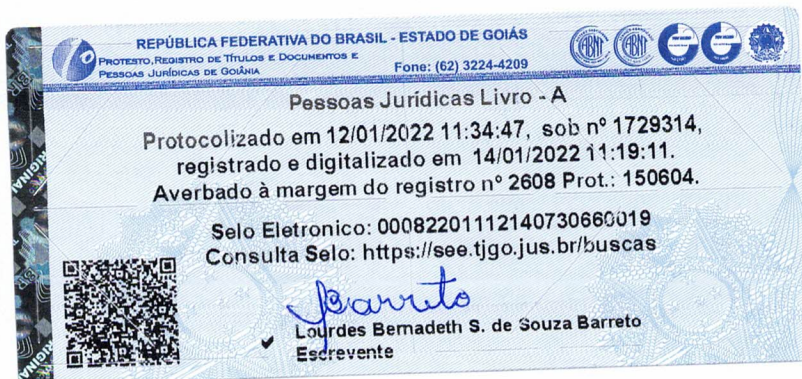 REPÚBLICA FEDERATIVA DO BRASIL - ESTADO DE GOIÁS
PROTESTO, REGISTRO DE TÍTULOS E DOCUMENTOS E
PESSOAS JURÍDICAS DE GOIÂNIA
Fone: (62) 3224-4209
ABNT ABNT
Pessoas Jurídicas Livro - A
Protocolizado em 12/01/2022 11:34:47, sob nº 1729314,
registrado e digitalizado em 14/01/2022 11:19:11.
Averbado à margem do registro nº 2608 Prot.: 150604.
Selo Eletronico: 00082201112140730660019
Consulta Selo: https://see.tjgo.jus.br/buscas
Barreto
Lourdes Bernadeth S. de Souza Barreto
Escrevente